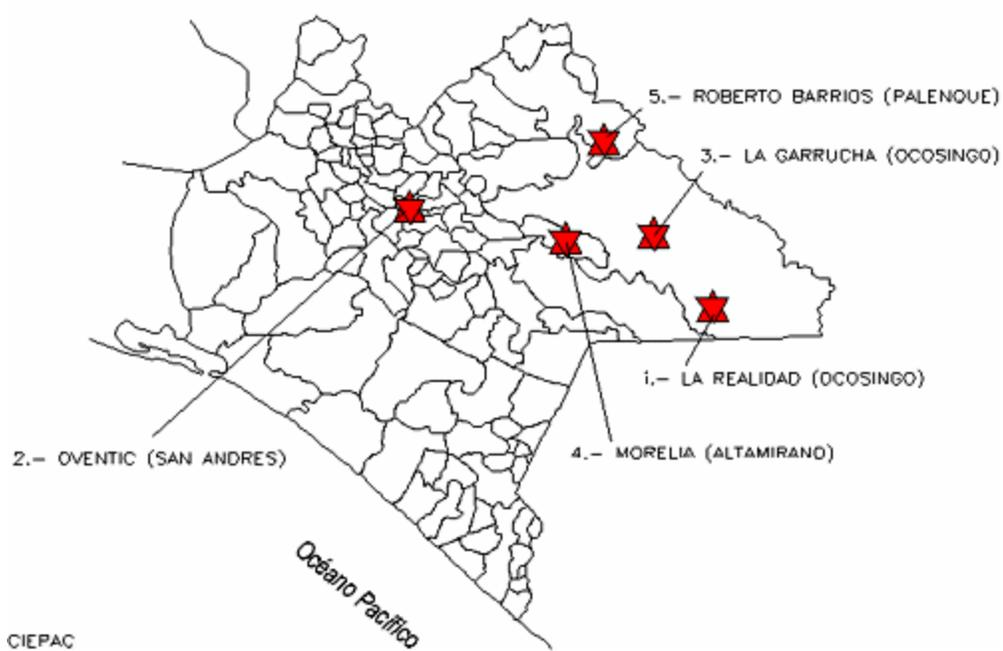 5.– ROBERTO BARRIOS (PALENQUE)
3.– LA GARRUCHA (OCOSINGO)
1.– LA REALIDAD (OCOSINGO)
2.– OVENTIC (SAN ANDRES)
4.– MORELIA (ALTAMIRANO)
Océano Pacífico
CIEPAC